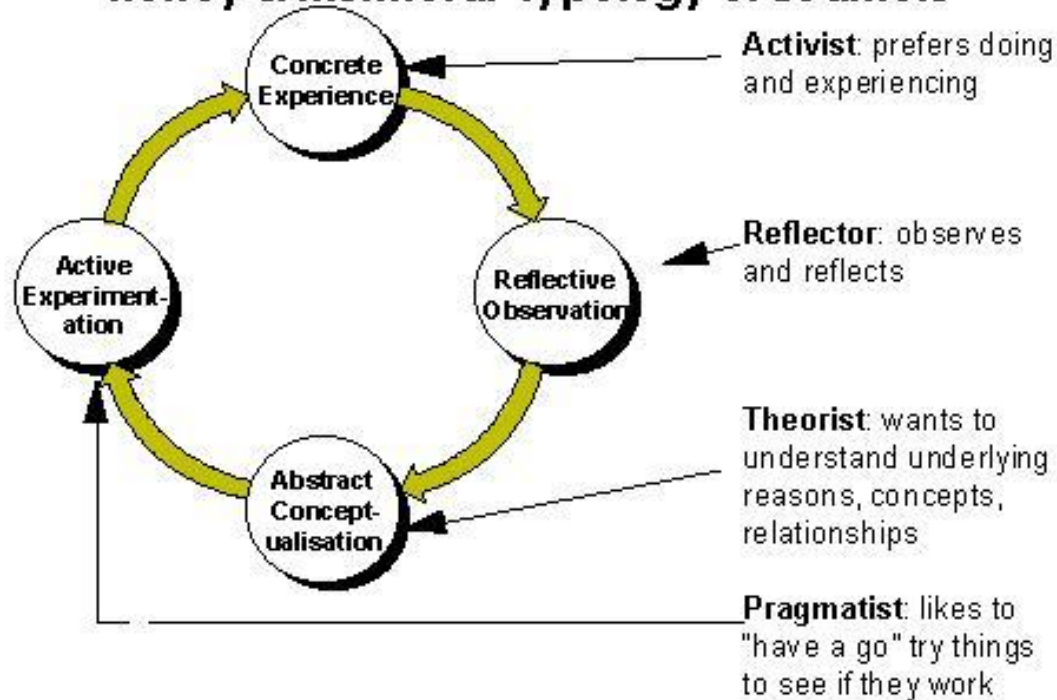 Concrete
Experience
Activist: prefers doing
and experiencing
Reflective
Observation
Reflector: observes
and reflects
Abstract
Concept-
ualisation
Theorist: wants to
understand underlying
reasons, concepts,
relationships
Active
Experiment-
ation
Pragmatist: likes to
"have a go" try things
to see if they work